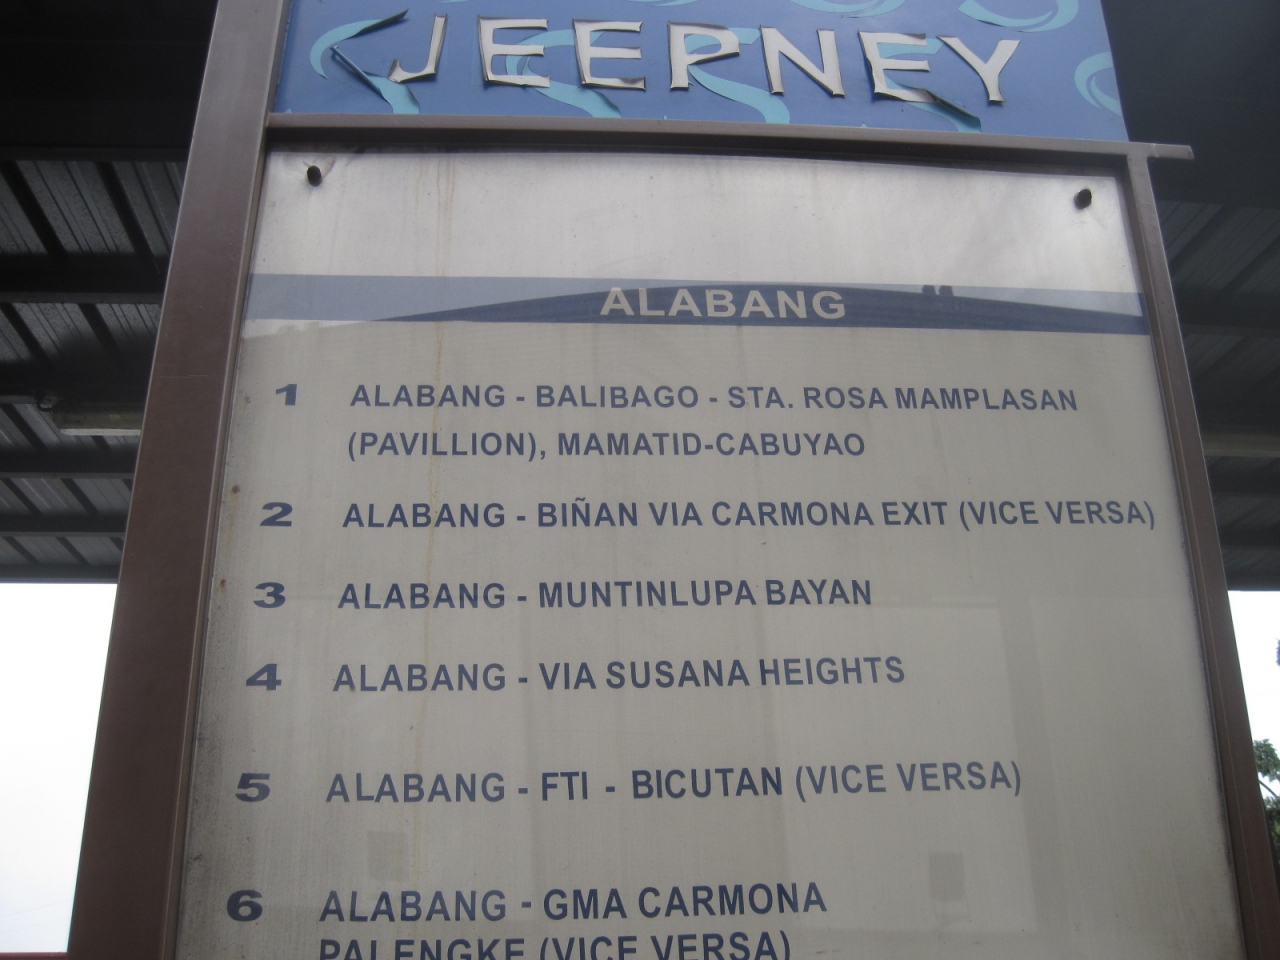 JEEPNEY
ALABANG
1 ALABANG - BALIBAGO - STA. ROSA MAMPLASAN
(PAVILLION), MAMATID-CABUYAO
2 ALABANG - BIÑAN VIA CARMONA EXIT (VICE VERSA)
3 ALABANG - MUNTINLUPA BAYAN
4 ALABANG - VIA SUSANA HEIGHTS
5 ALABANG - FTI - BICUTAN (VICE VERSA)
6 ALABANG - GMA CARMONA
PALENGKE (VICE VERSA)